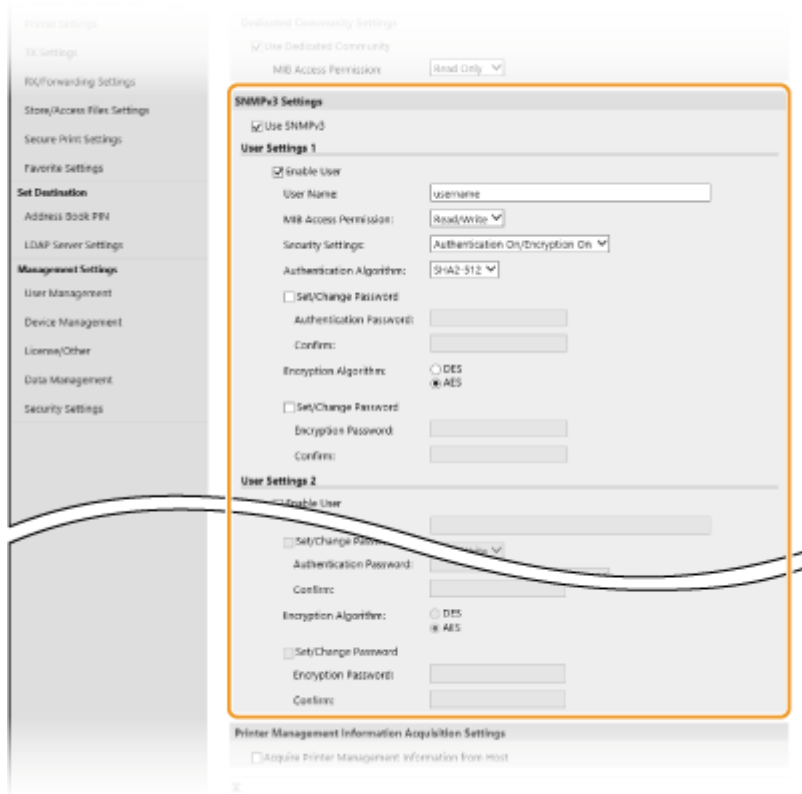 Printer Settings
TX Settings
RX/Forwarding Settings
Store/Access Files Settings
Secure Print Settings
Favorite Settings
Set Destination
Address Book PIN
LDAP Server Settings
Management Settings
User Management
Device Management
License/Other
Data Management
Security Settings
Dedicated Community Settings
Use Dedicated Community
MIB Access Permission: Read Only
SNMPv3 Settings
Use SNMPv3
User Settings 1
Enable User
User Name: username
MIB Access Permission: Read/Write
Security Settings: Authentication On/Encryption On
Authentication Algorithm: SHA2-512
Set/Change Password
Authentication Password:
Confirm:
Encryption Algorithm: DES
AES
Set/Change Password
Encryption Password:
Confirm:
User Settings 2
Enable User
Set/Change
Authentication Password:
Confirm:
Encryption Algorithm: DES
AES
Set/Change Password
Encryption Password:
Confirm:
Printer Management Information Acquisition Settings
Acquire Printer Management Information from Host